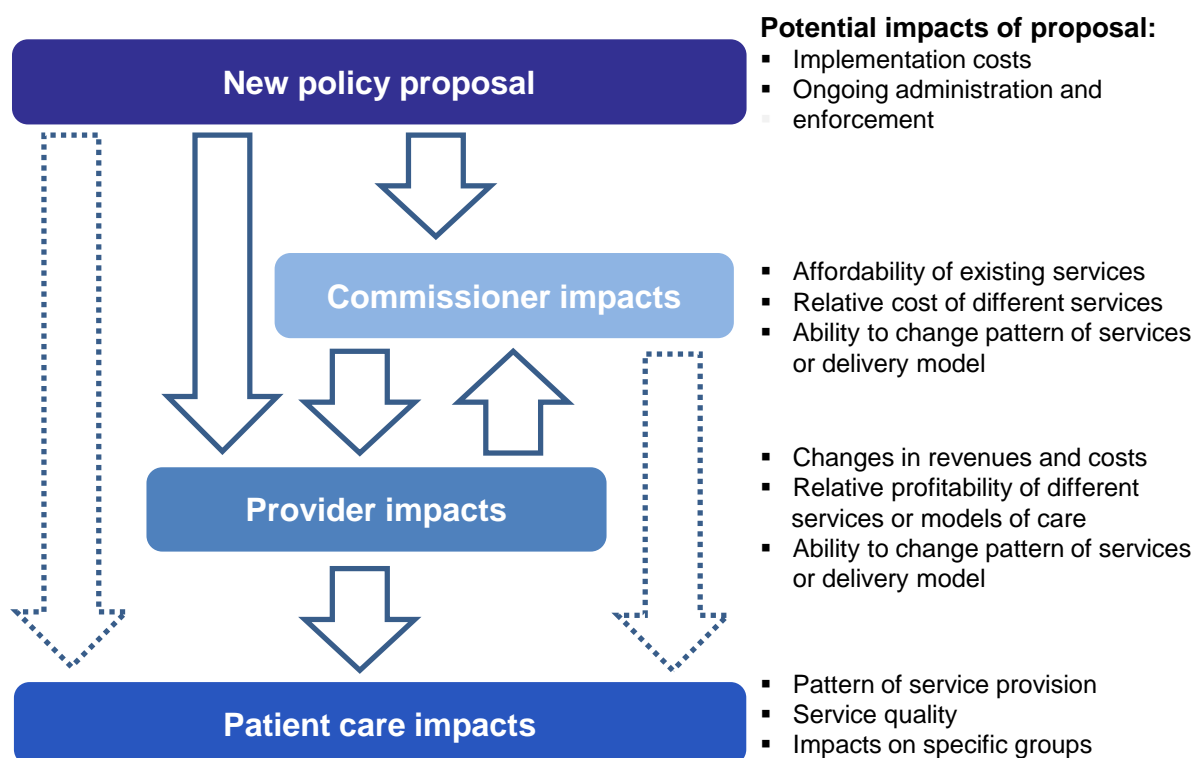 Potential impacts of proposal:
New policy proposal
▪ Implementation costs
▪ Ongoing administration and
▪ enforcement
Commissioner impacts
▪ Affordability of existing services
▪ Relative cost of different services
▪ Ability to change pattern of services
or delivery model
Provider impacts
▪ Changes in revenues and costs
▪ Relative profitability of different
services or models of care
▪ Ability to change pattern of services
or delivery model
Patient care impacts
▪ Pattern of service provision
▪ Service quality
▪ Impacts on specific groups